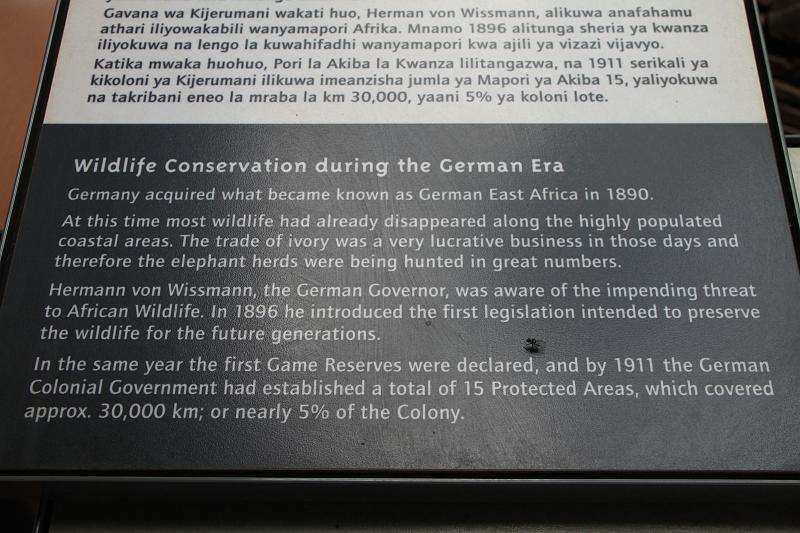 Gavana wa Kijerumani wakati huo, Herman von Wissmann, alikuwa anafahamu
athari iliyowakabili wanyamapori Afrika. Mnamo 1896 alitunga sheria ya kwanza
iliyokuwa na lengo la kuwahifadhi wanyamapori kwa ajili ya vizazi vijavyo.
Katika mwaka huohuo, Pori la Akiba la Kwanza lilitangazwa, na 1911 serikali ya
kikoloni ya Kijerumani ilikuwa imeanzisha jumla ya Mapori ya Akiba 15, yaliyokuwa
na takribani eneo la mraba la km 30,000, yaani 5% ya koloni lote.
Wildlife Conservation during the German Era
Germany acquired what became known as German East Africa in 1890.
At this time most wildlife had already disappeared along the highly populated
coastal areas. The trade of ivory was a very lucrative business in those days and
therefore the elephant herds were being hunted in great numbers.
Hermann von Wissmann, the German Governor, was aware of the impending threat
to African Wildlife. In 1896 he introduced the first legislation intended to preserve
the wildlife for the future generations.
In the same year the first Game Reserves were declared, and by 1911 the German
Colonial Government had established a total of 15 Protected Areas, which covered
approx. 30,000 km; or nearly 5% of the Colony.